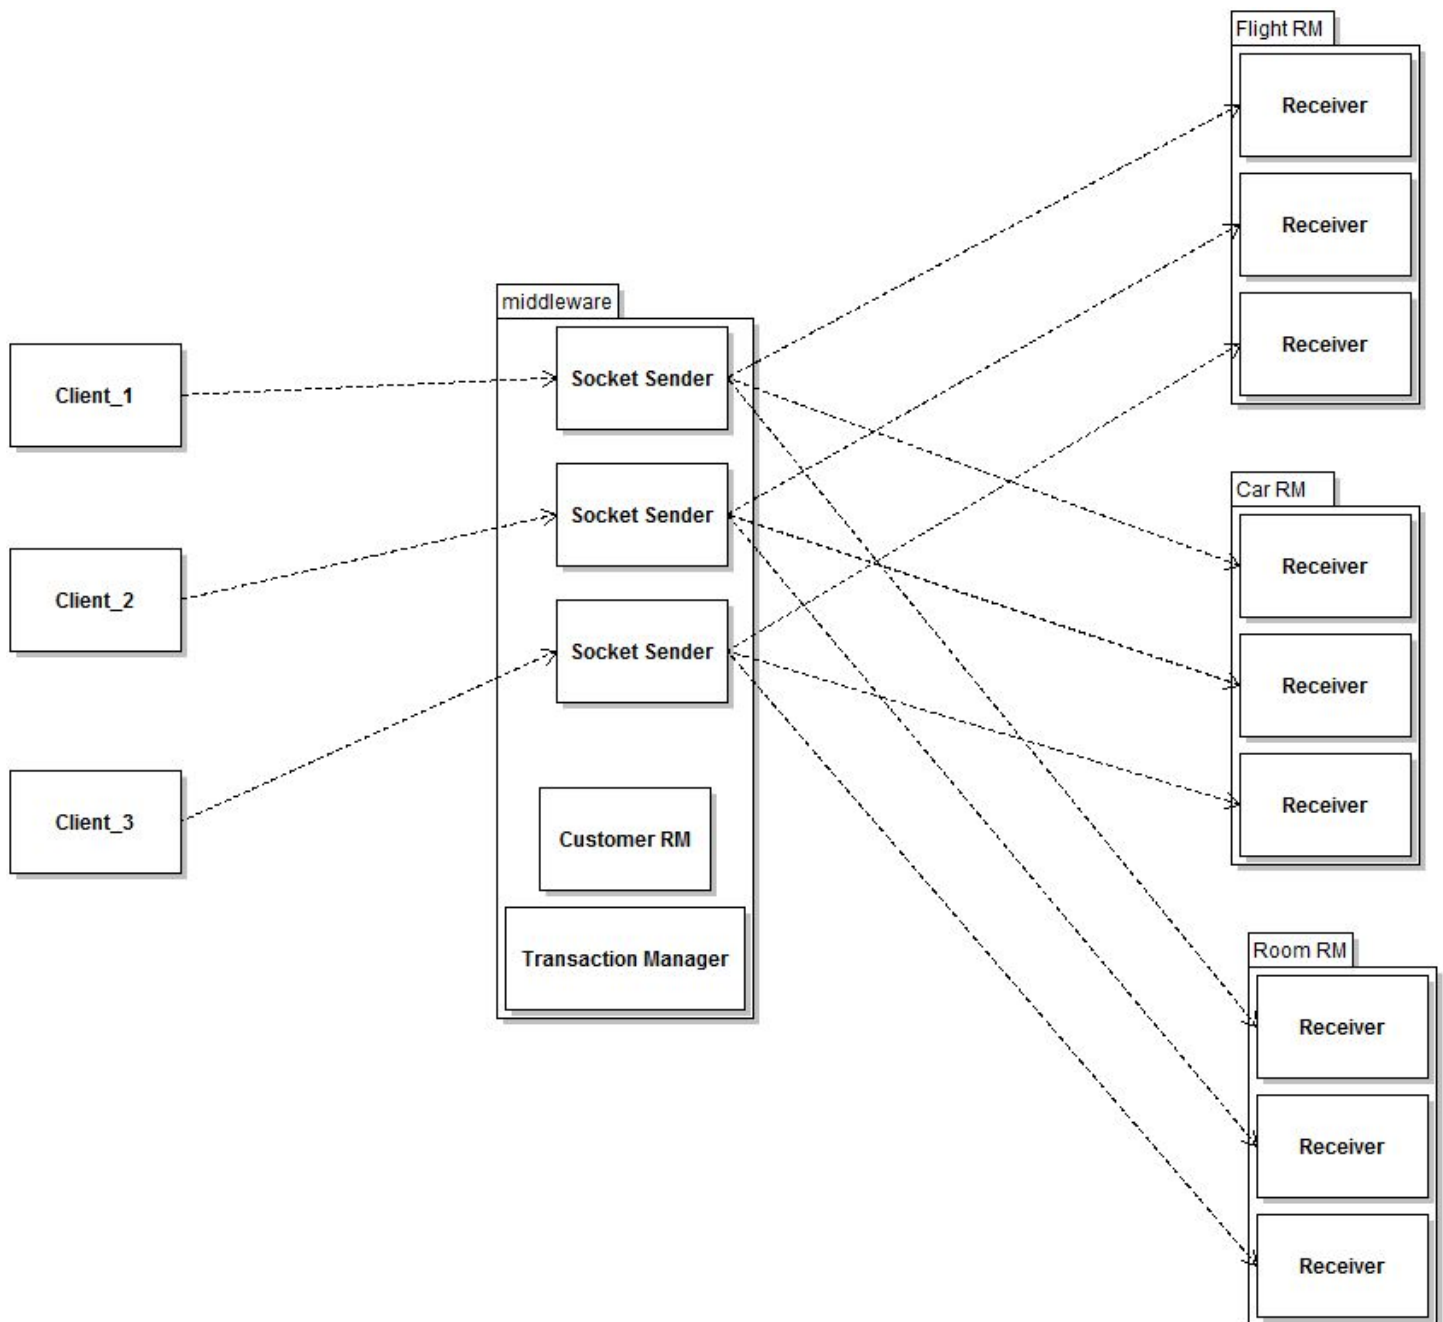 Flight RM
Receiver
Receiver
Receiver
middleware
Socket Sender
Socket Sender
Socket Sender
Customer RM
Transaction Manager
Client_1
Client_2
Client_3
Car RM
Receiver
Receiver
Receiver
Room RM
Receiver
Receiver
Receiver